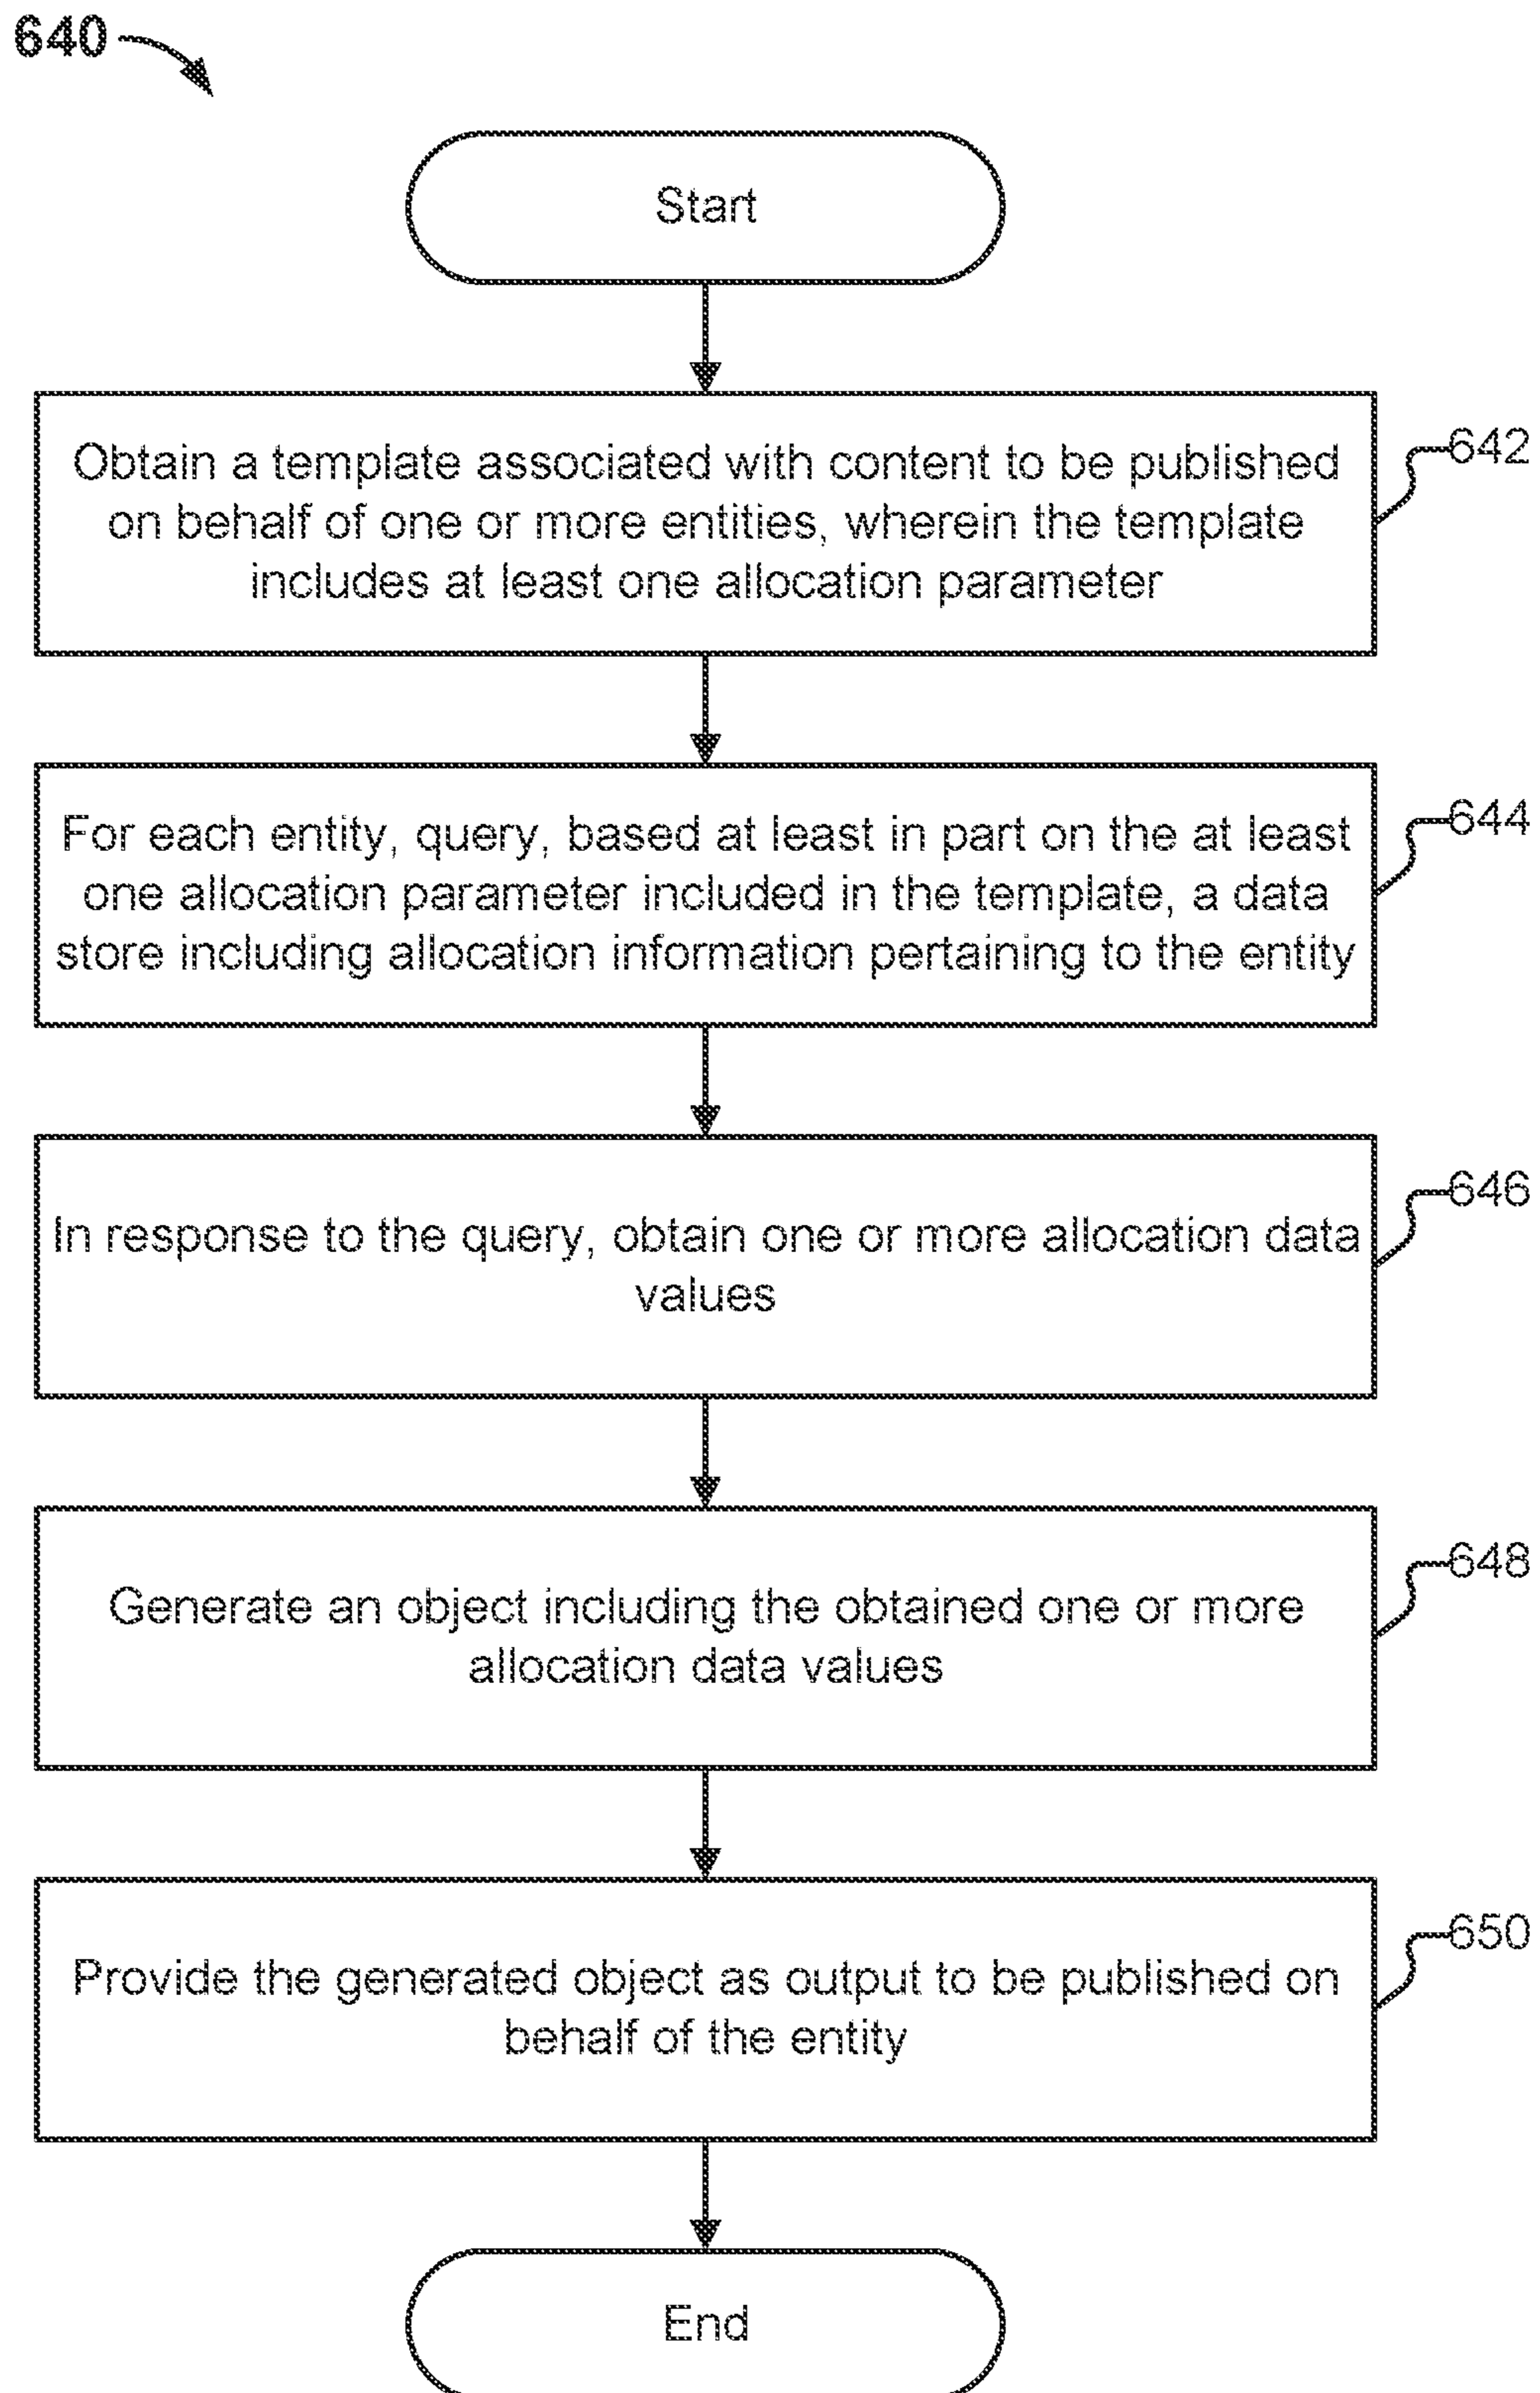 640
Start
Obtain a template associated with content to be published
on behalf of one or more entities, wherein the template
includes at least one allocation parameter
642
For each entity, query, based at least in part on the at least
one allocation parameter included in the template, a data
store including allocation information pertaining to the entity
644
In response to the query, obtain one or more allocation data
values
646
Generate an object including the obtained one or more
allocation data values
648
Provide the generated object as output to be published on
behalf of the entity
650
End